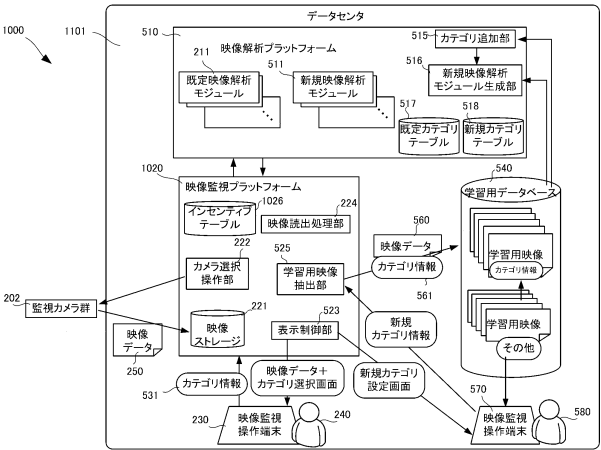 データセンタ
1000
1101
510
映像解析プラットフォーム
515
カテゴリ追加部
211
既定映像解析
モジュール
511
新規映像解析
モジュール
516
新規映像解析
モジュール生成部
517
既定カテゴリ
テーブル
518
新規カテゴリ
テーブル
1020
映像監視プラットフォーム
1026
インセンティブ
テーブル
224
映像読出処理部
222
カメラ選択
操作部
525
学習用映像
抽出部
560
映像データ
カテゴリ情報
561
540
学習用データベース
学習用映像
カテゴリ情報
学習用映像
その他
202
監視カメラ群
221
映像
ストレージ
523
表示制御部
新規
カテゴリ情報
映像
データ
250
531
カテゴリ情報
映像データ+
カテゴリ選択画面
新規カテゴリ
設定画面
230
映像監視
操作端末
240
570
映像監視
操作端末
580